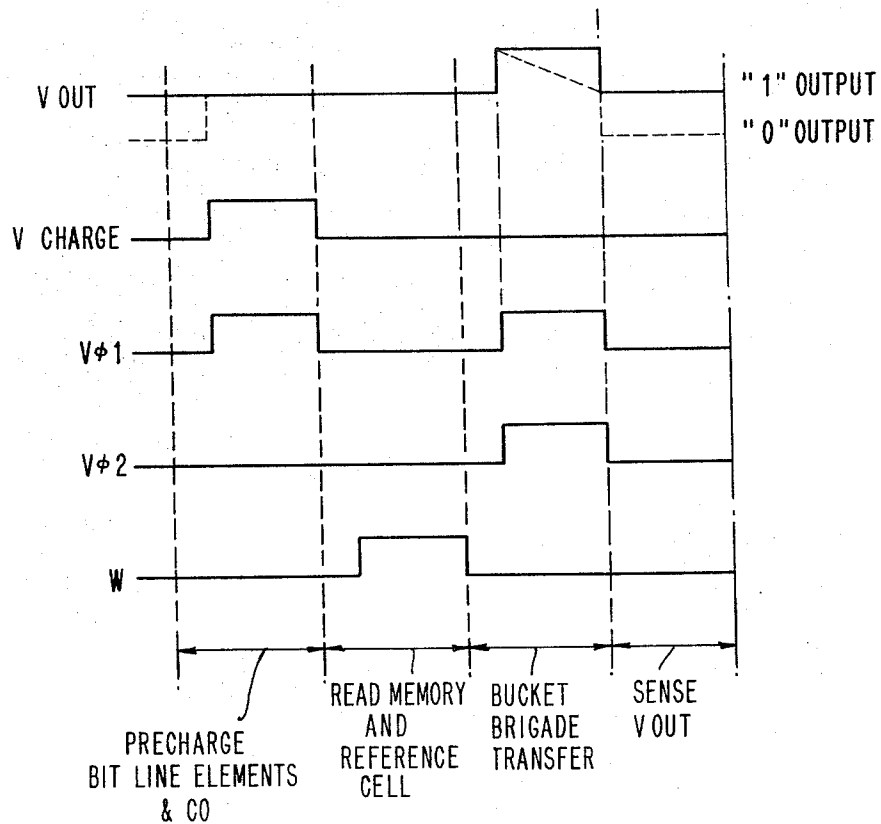 V OUT
"1" OUTPUT
"0" OUTPUT
V CHARGE
Vφ1
Vφ2
W
PRECHARGE
BIT LINE ELEMENTS
& CO
READ MEMORY
AND
REFERENCE
CELL
BUCKET
BRIGADE
TRANSFER
SENSE
V OUT